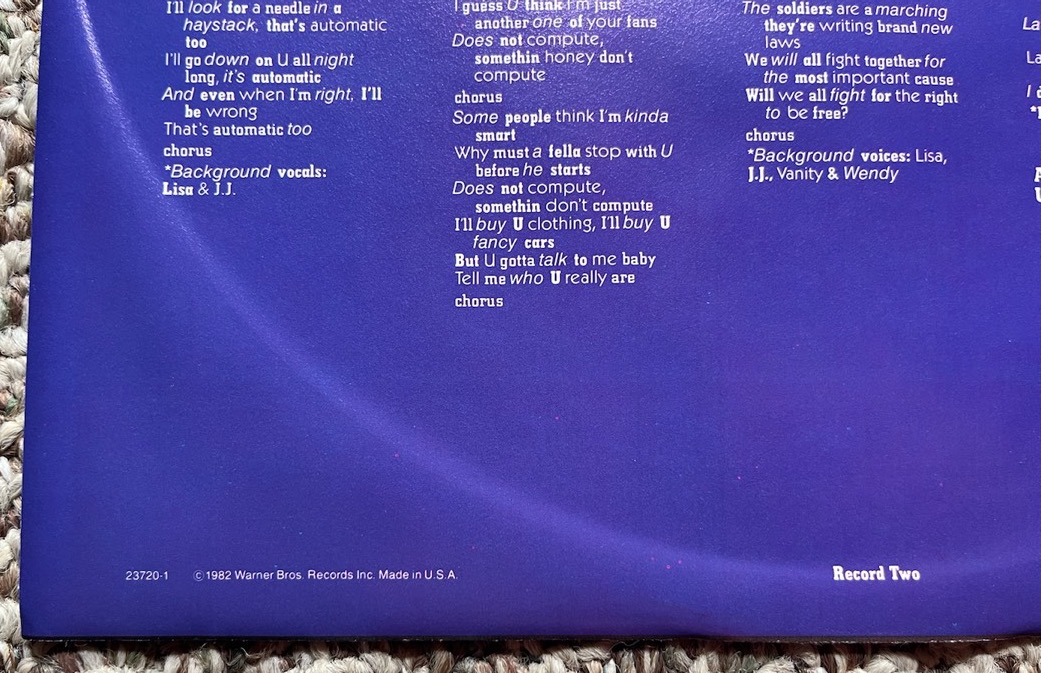 I'll look for a needle in a
haystack, that's automatic
too
I'll go down on U all night
long, it's automatic
And even when I'm right, I'll
be wrong
That's automatic too
chorus
*Background vocals:
Lisa & J.J.
I guess U think I'm just
another one of your fans
Does not compute,
somethin honey don't
compute
chorus
Some people think I'm kinda
smart
Why must a fella stop with U
before he starts
Does not compute,
somethin don't compute
I'll buy U clothing, I'll buy U
fancy cars
But U gotta talk to me baby
Tell me who U really are
chorus
The soldiers are a marching
they're writing brand new
laws
We will all fight together for
the most important cause
Will we all fight for the right
to be free?
chorus
*Background voices: Lisa,
J.J., Vanity & Wendy
La
La
I
23720-1 ©1982 Warner Bros. Records Inc. Made in U.S.A.
Record Two